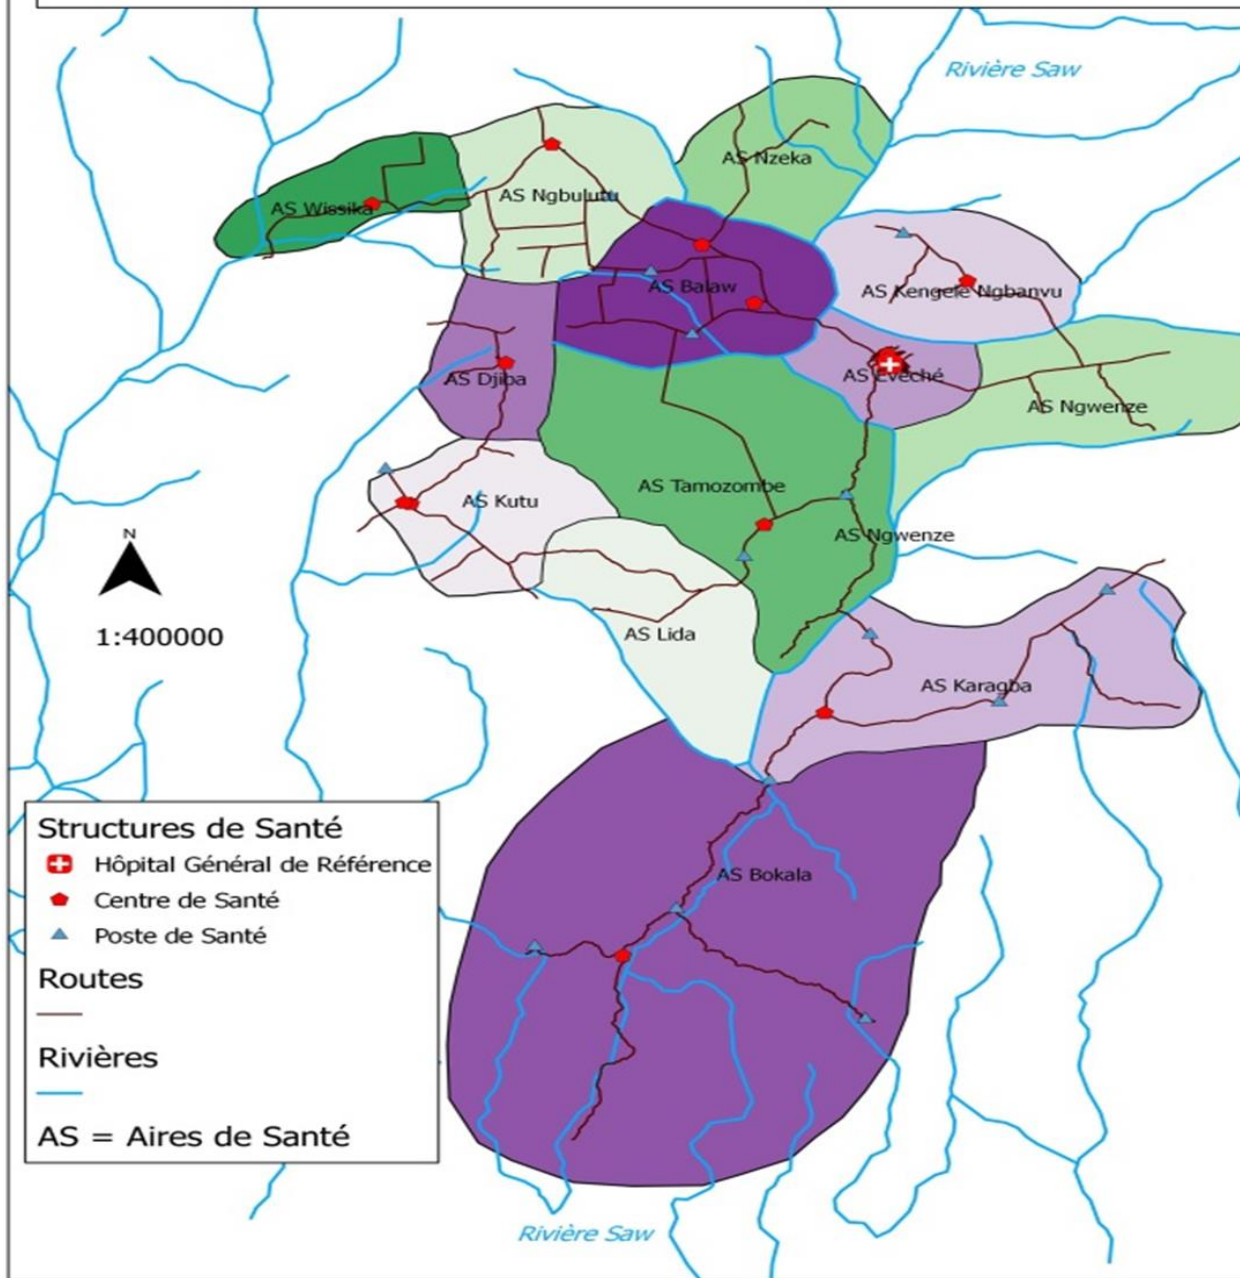 Rivière Saw
AS Nzeka
AS Ngbulutu
AS Wissika
AS Balaw
AS Kengele Ngbanvu
AS Djiba
AS Evêché
AS Ngwenze
AS Tamozombe
AS Kutu
AS Ngwenze
N
1:400000
AS Lida
AS Karagba
Structures de Santé
Hôpital Général de Référence
Centre de Santé
Poste de Santé
Routes
Rivières
AS = Aires de Santé
AS Bokala
Rivière Saw